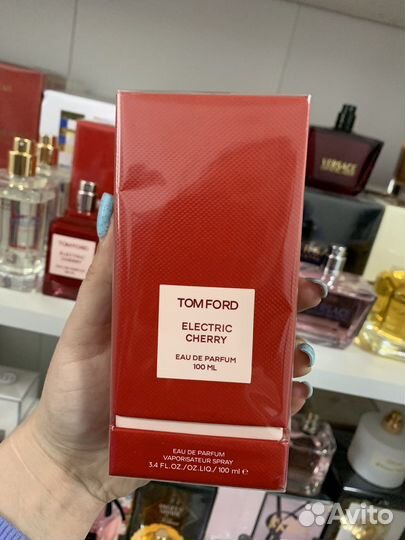 TOM FORD
ELECTRIC
CHERRY
EAU DE PARFUM
100 ML
EAU DE PARFUM
VAPORISATEUR SPRAY
3.4 FL.OZ./OZ.LIQ./100 ml ℮
TOM FORD
ELECTRIC
CHERRY
VERSACE
Avito